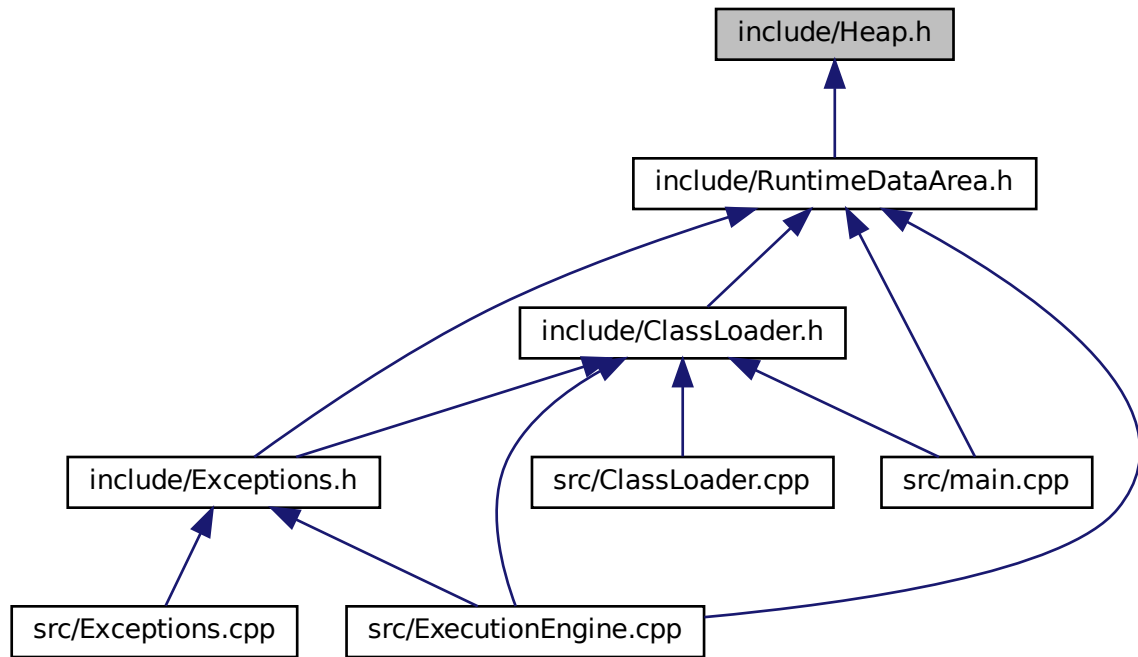 include/Heap.h
include/RuntimeDataArea.h
include/ClassLoader.h
include/Exceptions.h
src/ClassLoader.cpp
src/main.cpp
src/Exceptions.cpp
src/ExecutionEngine.cpp